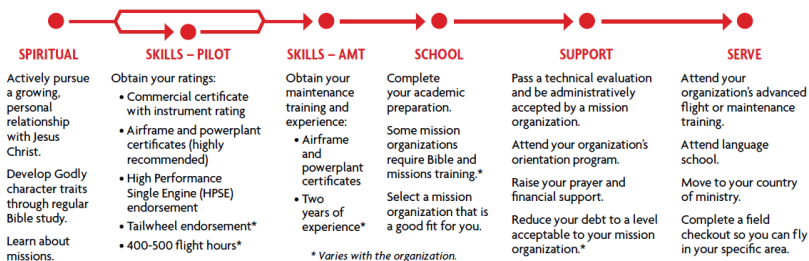 SPIRITUAL
Actively pursue
a growing,
personal
relationship
with Jesus
Christ.
Develop Godly
character traits
through regular
Bible study.
Learn about
missions.
SKILLS – PILOT
Obtain your ratings:
• Commercial certificate
with instrument rating
• Airframe and powerplant
certificates (highly
recommended)
• High Performance
Single Engine (HPSE)
endorsement
• Tailwheel endorsement*
• 400-500 flight hours*
SKILLS – AMT
Obtain your
maintenance
training and
experience:
• Airframe
and
powerplant
certificates
• Two
years of
experience*
SCHOOL
Complete
your academic
preparation.
Some mission
organizations
require Bible and
missions training.*
Select a mission
organization that is
a good fit for you.
SUPPORT
Pass a technical evaluation
and be administratively
accepted by a mission
organization.
Attend your organization's
orientation program.
Raise your prayer and
financial support.
Reduce your debt to a level
acceptable to your mission
organization.*
SERVE
Attend your
organization's advanced
flight or maintenance
training.
Attend language
school.
Move to your country
of ministry.
Complete a field
checkout so you can fly
in your specific area.
* Varies with the organization.